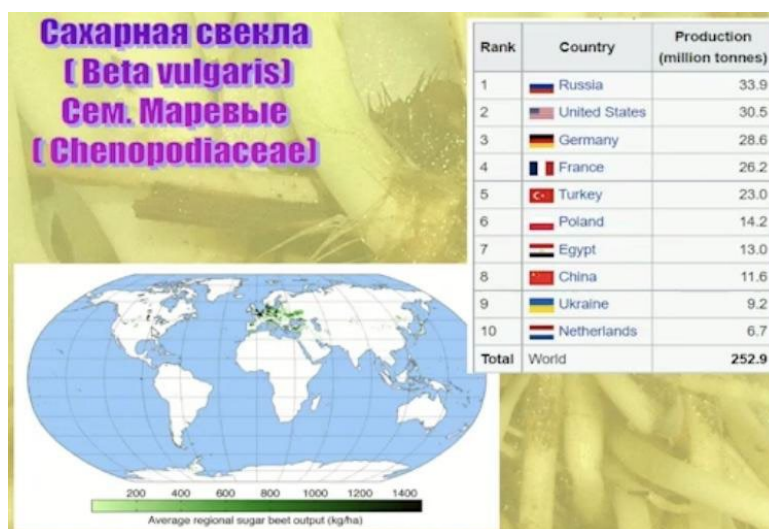 Сахарная свекла
( Beta vulgaris)
Сем. Маревые
( Chenopodiaceae)
Rank Country Production (million tonnes)
1 Russia 33.9
2 United States 30.5
3 Germany 28.6
4 France 26.2
5 Turkey 23.0
6 Poland 14.2
7 Egypt 13.0
8 China 11.6
9 Ukraine 9.2
10 Netherlands 6.7
Total World 252.9
200 400 800 1000 1200 1400
Average regional sugar beet output (kg/ha)